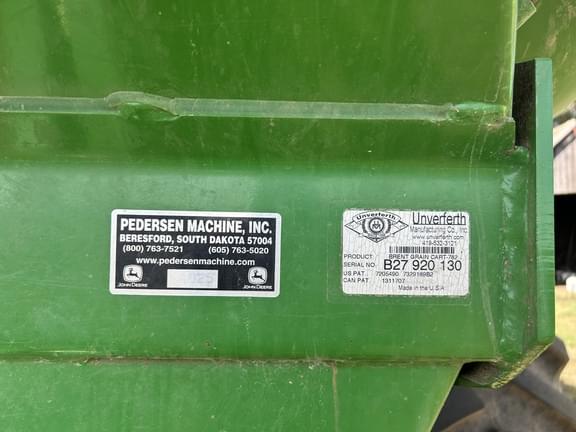 PEDERSEN MACHINE, INC.
BERESFORD, SOUTH DAKOTA 57004
(800) 763-7521 (605) 763-5020
www.pedersenmachine.com
JOHN DEERE
JOHN DEERE
Unverferth
Unverferth
Manufacturing Co., Inc.
www.unverferth.com
419-532-3121
PRODUCT BRENT GRAIN CART-782
SERIAL NO. B27 920 130
US PAT. 7205490 7329189B2
CAN PAT. 1311707
Made in the U.S.A.